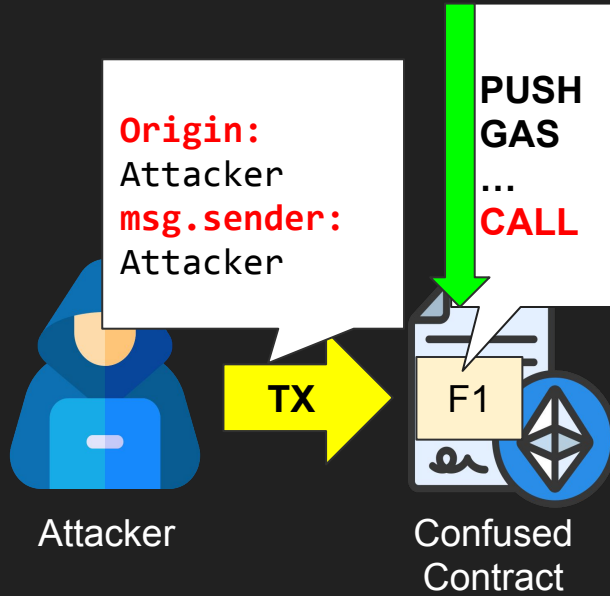 Origin:
Attacker
msg.sender:
Attacker
PUSH
GAS
…
CALL
TX
F1
Attacker
Confused
Contract